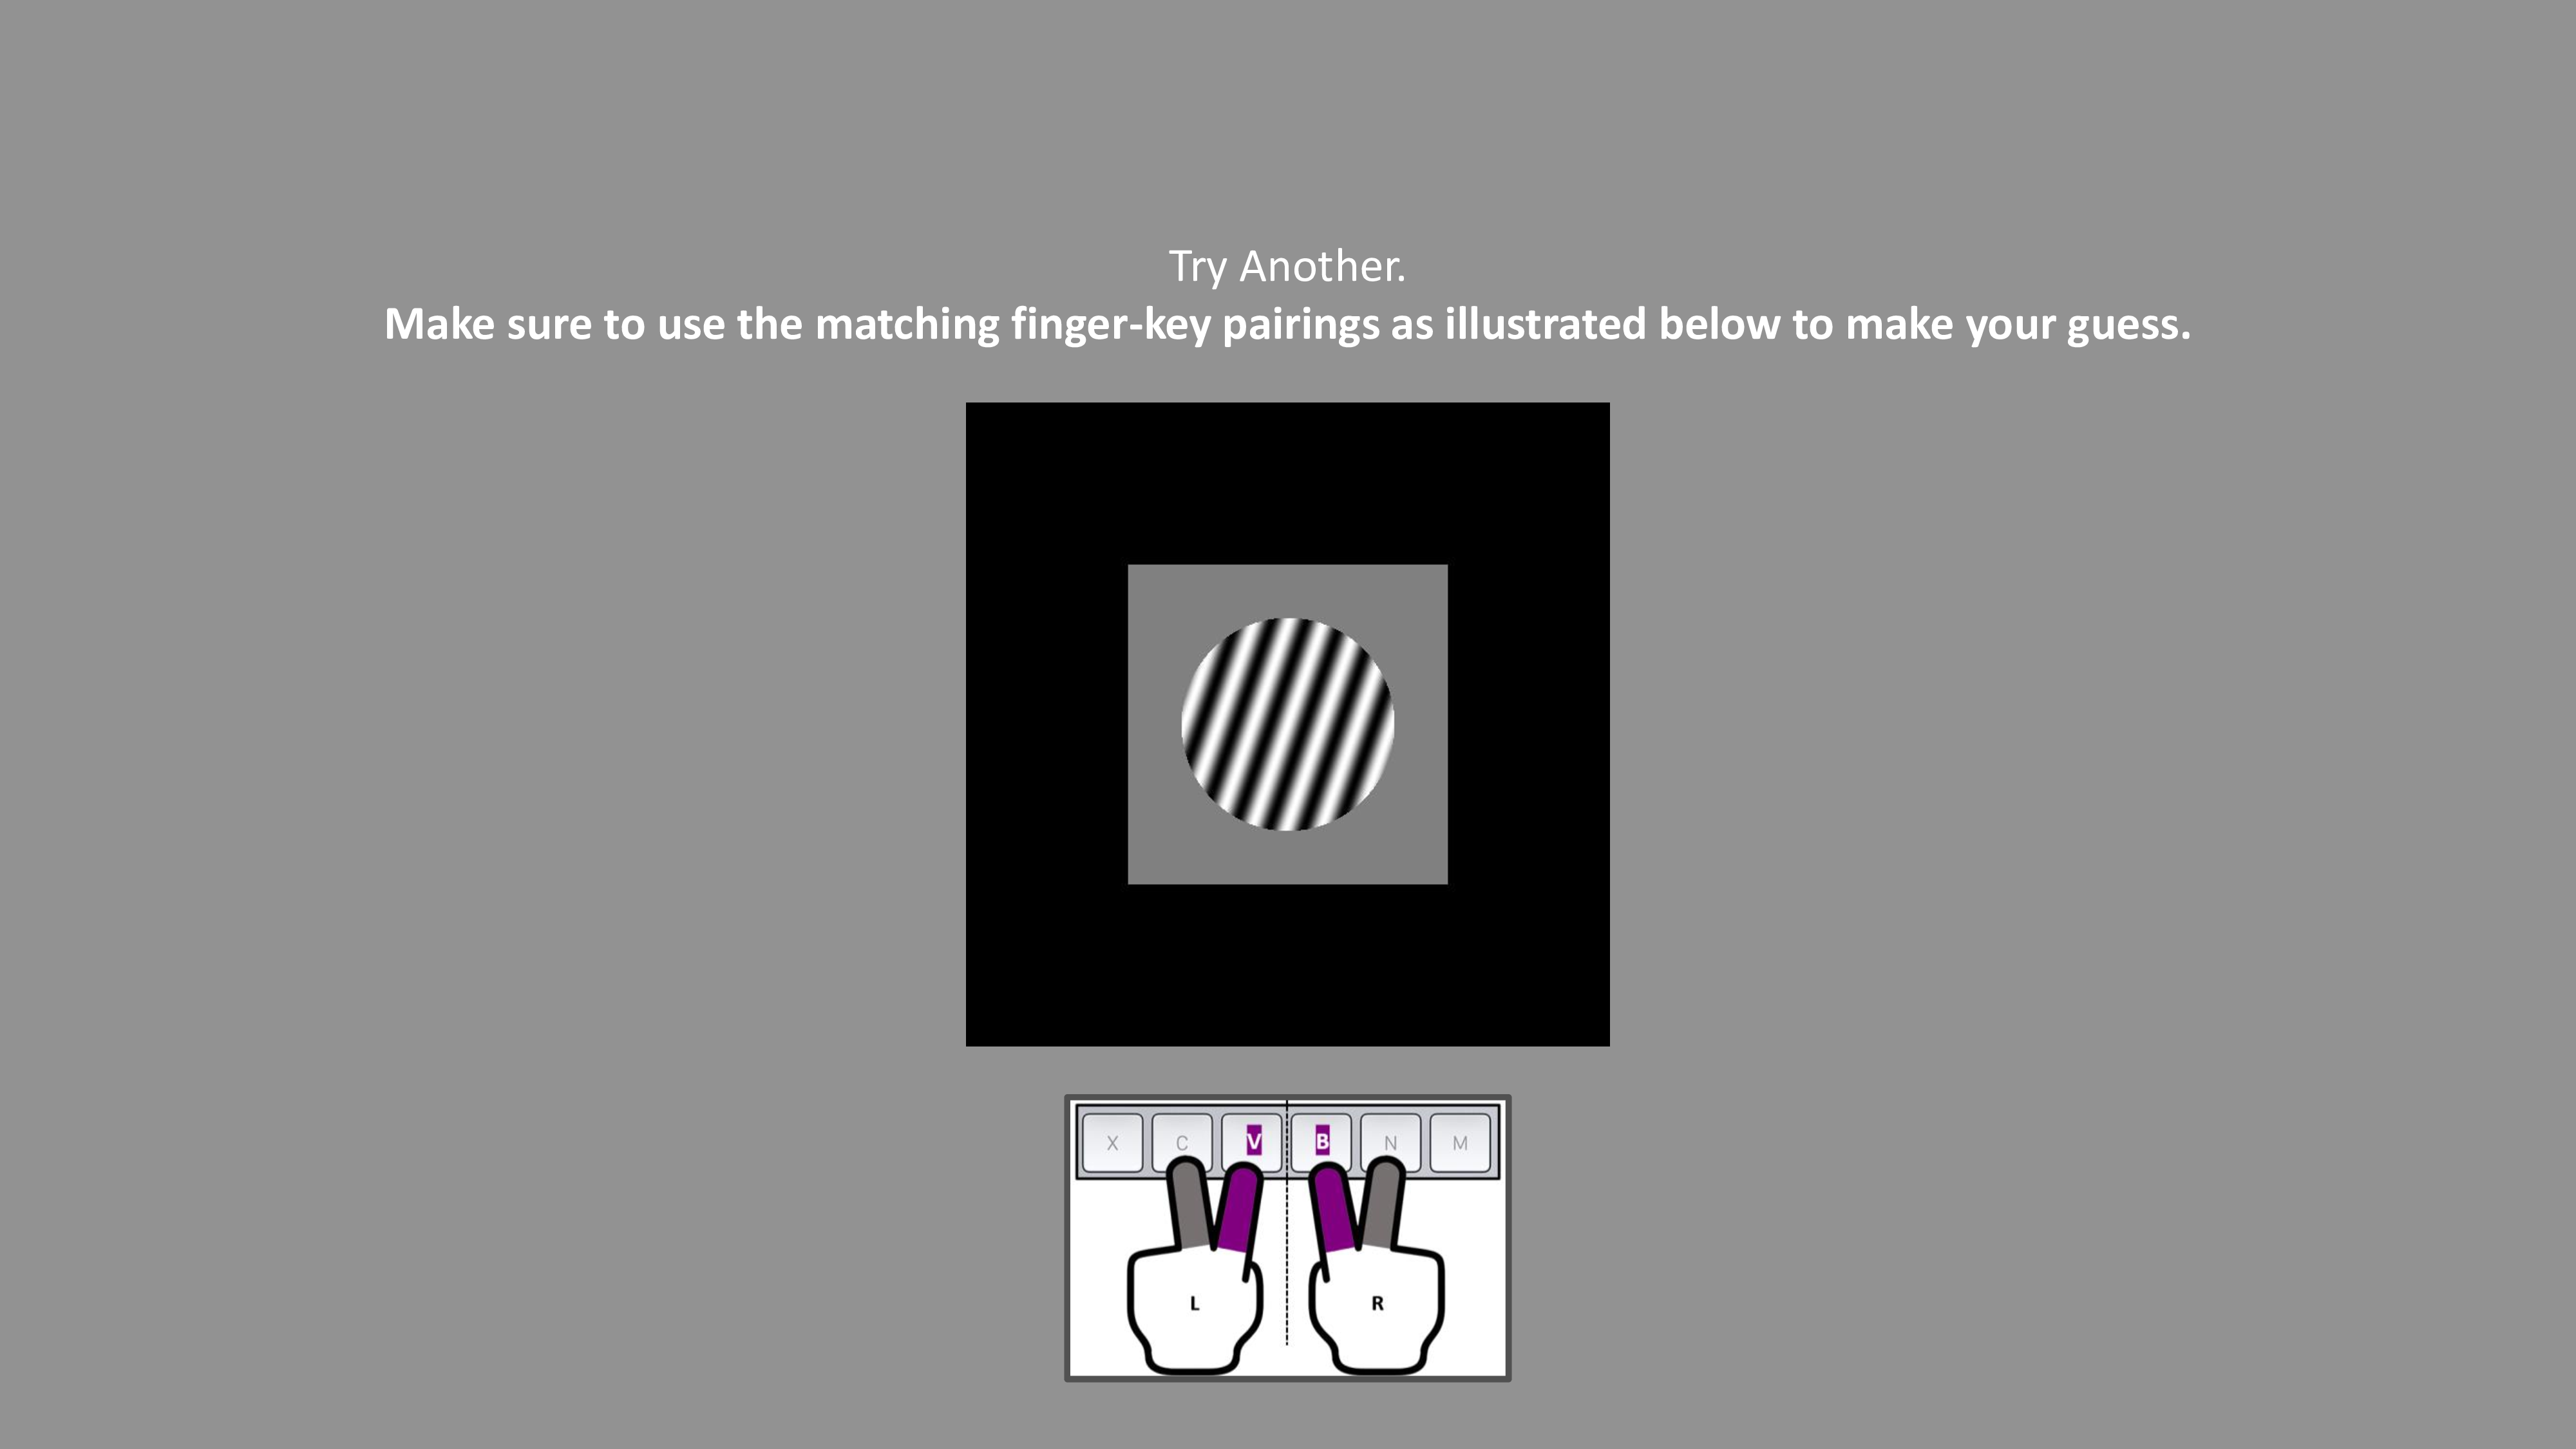 Try Another.
Make sure to use the matching finger-key pairings as illustrated below to make your guess.
X C V B N M
L R